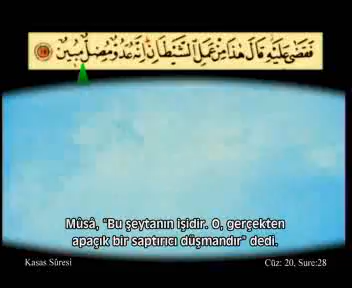 فَقَضٰى عَلَيْهِ قَالَ هٰذَا مِنْ عَمَلِ الشَّيْطَانِ اِنَّهُ عَدُوٌّ مُضِلٌّ مُبِينٌ ﴿١٥﴾
Mûsâ, "Bu şeytanın işidir. O, gerçekten
apaçık bir saptırıcı düşmandır" dedi.
Kasas Sûresi
Cüz: 20, Sure:28